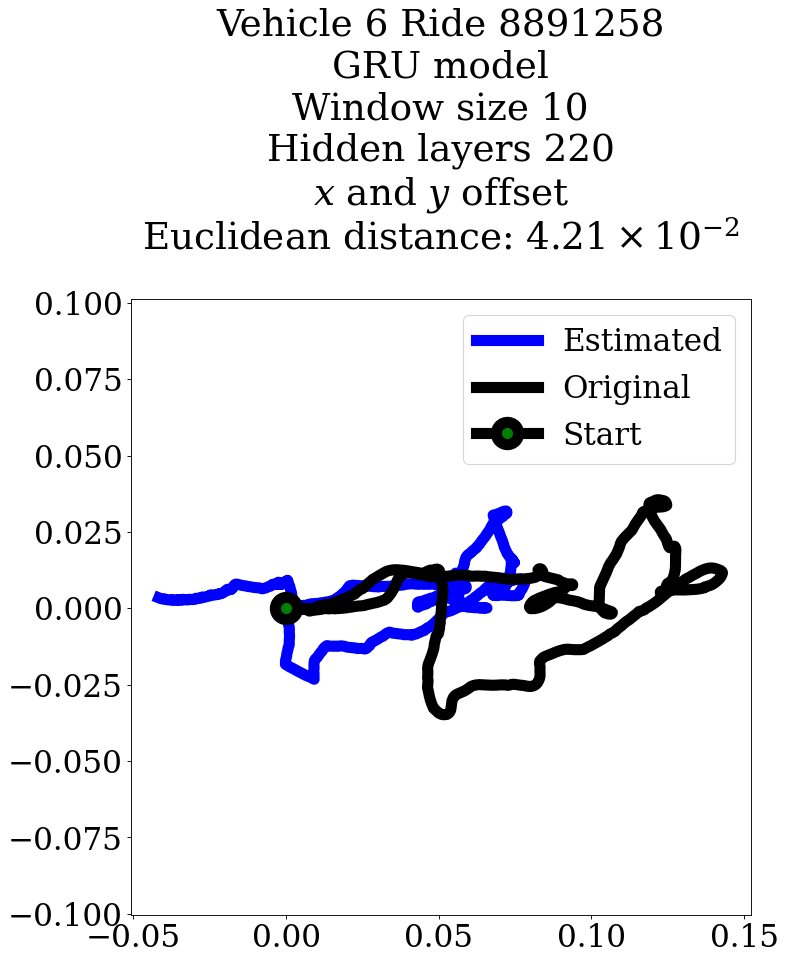 Vehicle 6 Ride 8891258
GRU model
Window size 10
Hidden layers 220
x and y offset
Euclidean distance: 4.21 × 10⁻²
Estimated
Original
Start
0.100
0.075
0.050
0.025
0.000
−0.025
−0.050
−0.075
−0.100
−0.05 0.00 0.05 0.10 0.15